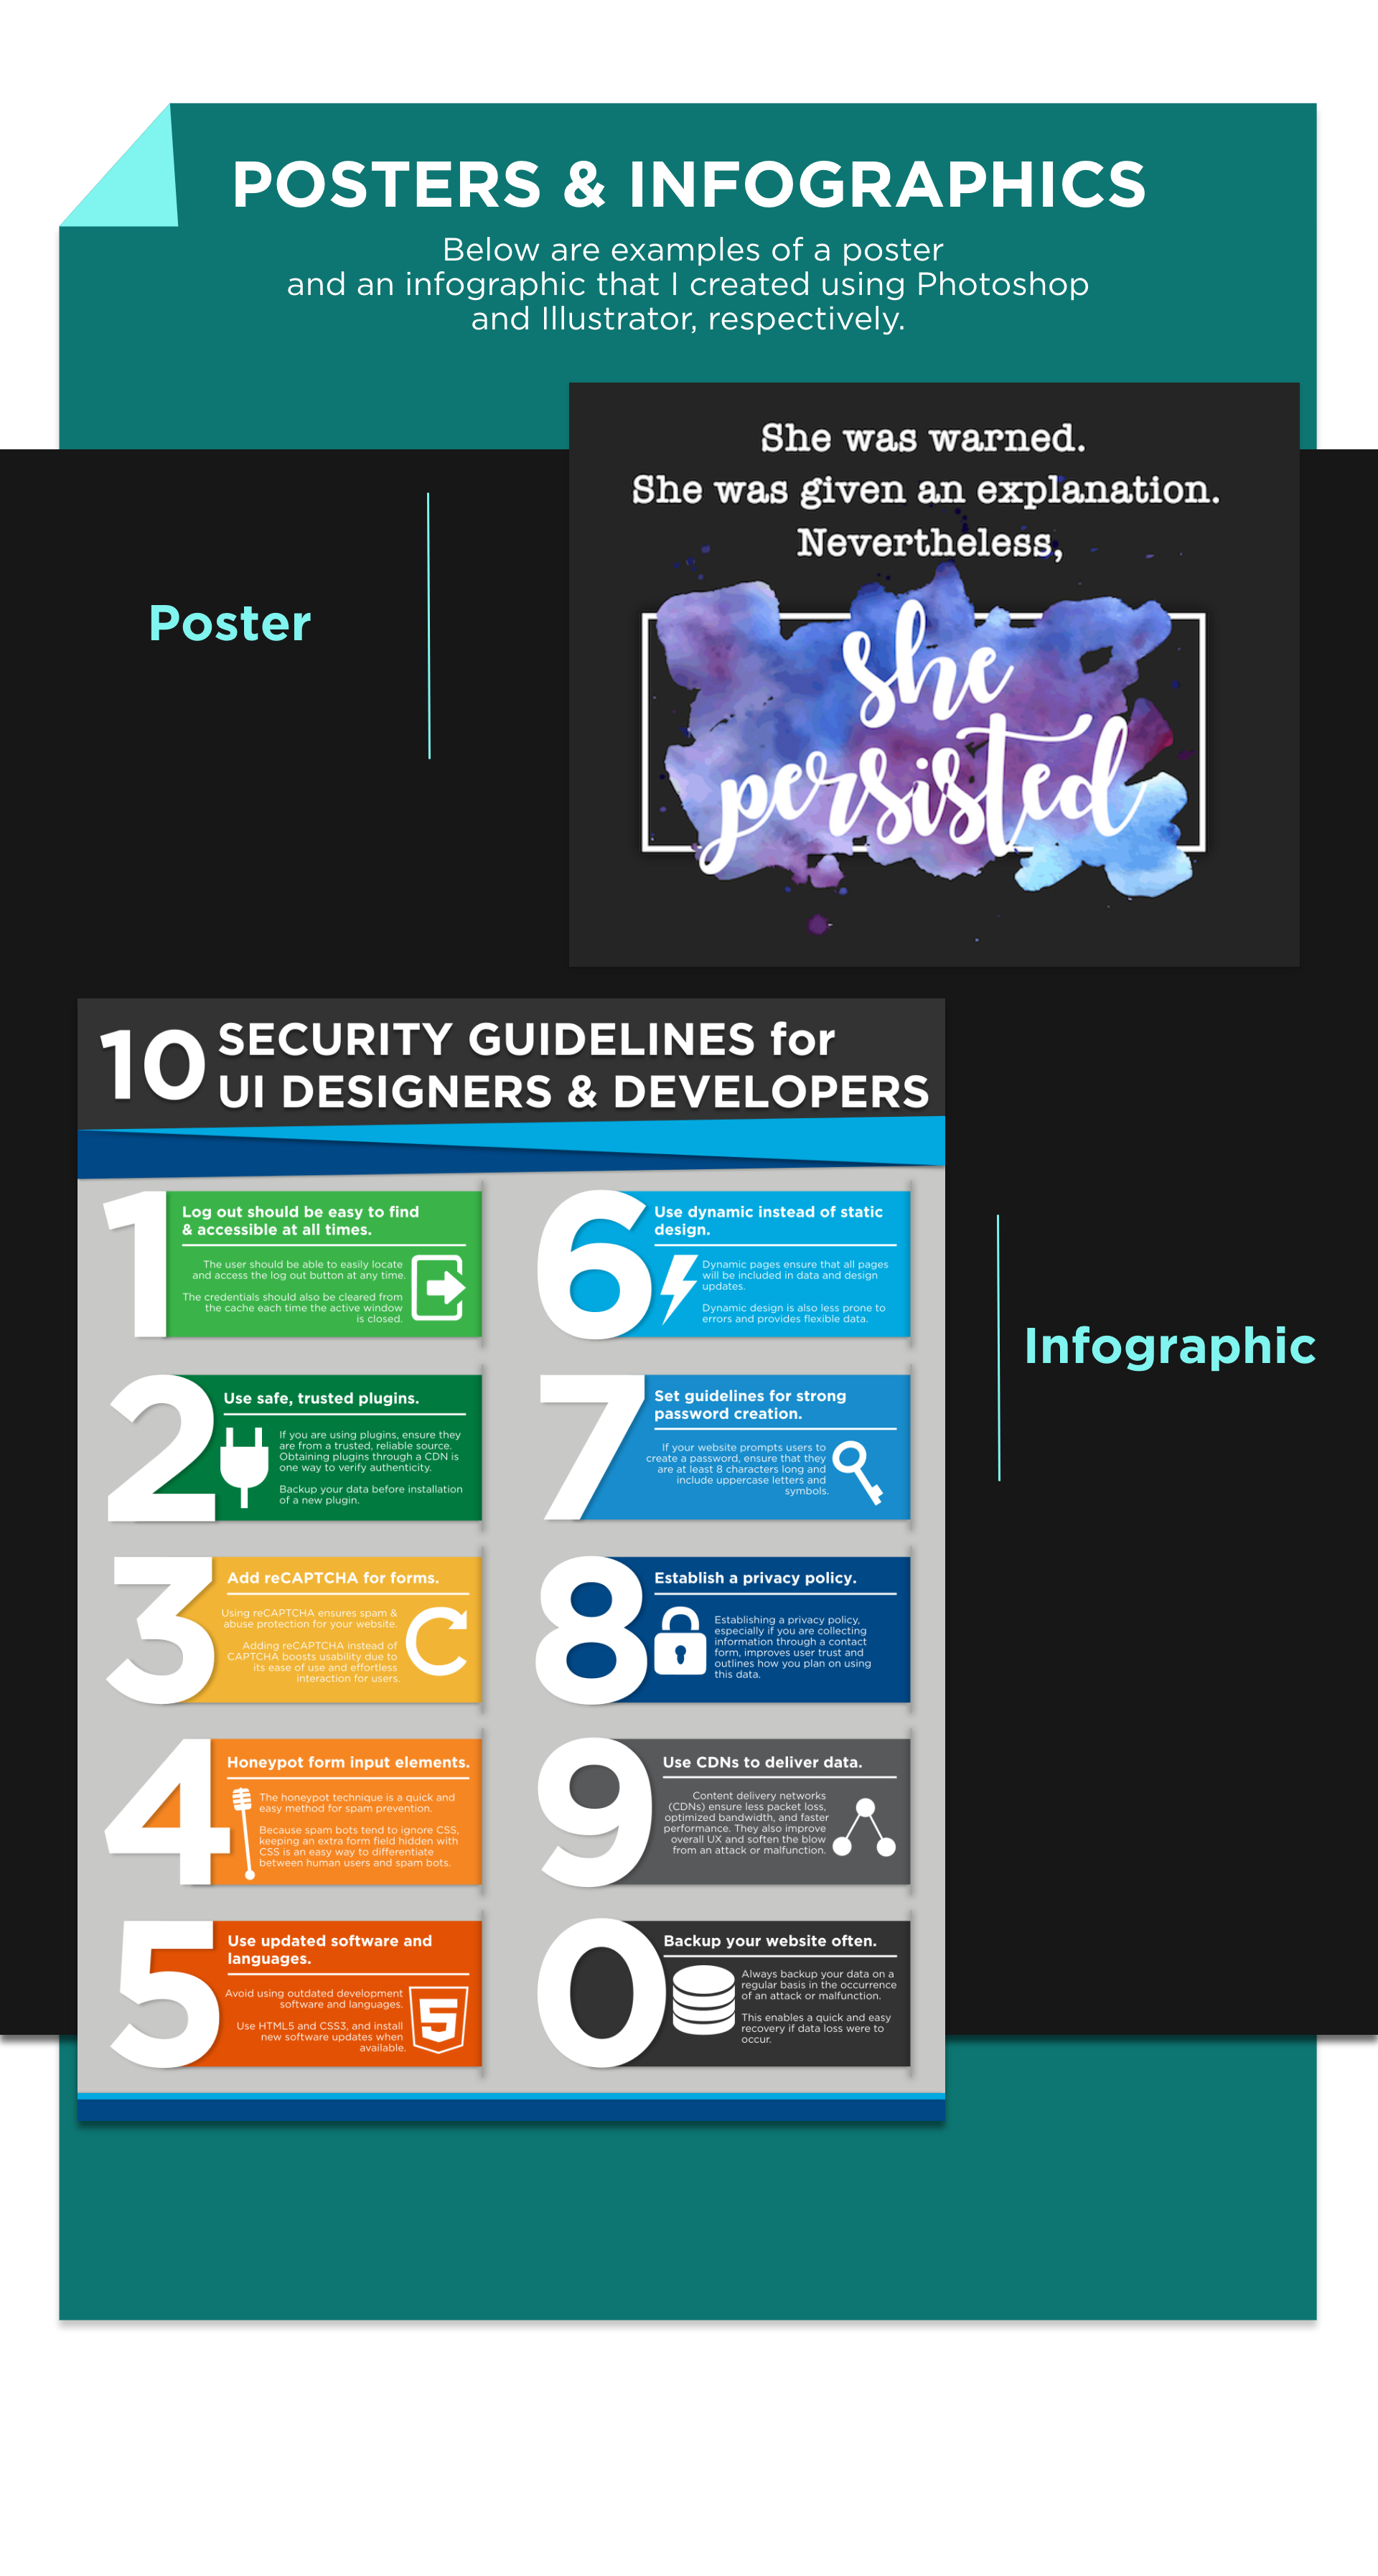 POSTERS & INFOGRAPHICS
Below are examples of a poster
and an infographic that I created using Photoshop
and Illustrator, respectively.
She was warned.
She was given an explanation.
Nevertheless,
she
persisted
Poster
10 SECURITY GUIDELINES for
UI DESIGNERS & DEVELOPERS
1
Log out should be easy to find
& accessible at all times.
The user should be able to easily locate
and access the log out button at any time.
The credentials should also be cleared from
the cache each time the active window
is closed.
2
Use safe, trusted plugins.
If you are using plugins, ensure they
are from a trusted, reliable source.
Obtaining plugins through a CDN is
one way to verify authenticity.
Backup your data before installation
of a new plugin.
3
Add reCAPTCHA for forms.
Using reCAPTCHA ensures spam &
abuse protection for your website.
Adding reCAPTCHA instead of
CAPTCHA boosts usability due to
its ease of use and effortless
interaction for users.
4
Honeypot form input elements.
The honeypot technique is a quick and
easy method for spam prevention.
Because spam bots tend to ignore CSS,
keeping an extra form field hidden with
CSS is an easy way to differentiate
between human users and spam bots.
5
Use updated software and
languages.
Avoid using outdated development
software and languages.
Use HTML5 and CSS3, and install
new software updates when
available.
5
6
Use dynamic instead of static
design.
Dynamic pages ensure that all pages
will be included in data and design
updates.
Dynamic design is also less prone to
errors and provides flexible data.
7
Set guidelines for strong
password creation.
If your website prompts users to
create a password, ensure that they
are at least 8 characters long and
include uppercase letters and
symbols.
8
Establish a privacy policy.
Establishing a privacy policy,
especially if you are collecting
information through a contact
form, improves user trust and
outlines how you plan on using
this data.
9
Use CDNs to deliver data.
Content delivery networks
(CDNs) ensure less packet loss,
optimized bandwidth, and faster
performance. They also improve
overall UX and soften the blow
from an attack or malfunction.
0
Backup your website often.
Always backup your data on a
regular basis in the occurrence
of an attack or malfunction.
This enables a quick and easy
recovery if data loss were to
occur.
Infographic